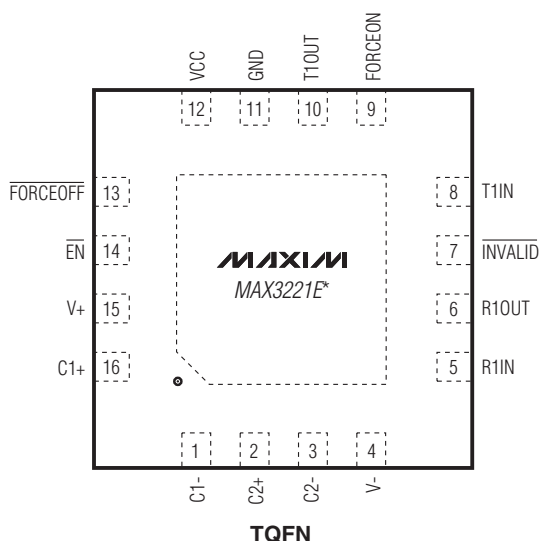 VCC
GND
T1OUT
FORCEON
12
11
10
9
FORCEOFF 13
8 T1IN
EN 14
7 INVALID
V+ 15
6 R1OUT
C1+ 16
5 R1IN
MAXIM
MAX3221E*
1
2
3
4
C1-
C2+
C2-
V-
TQFN